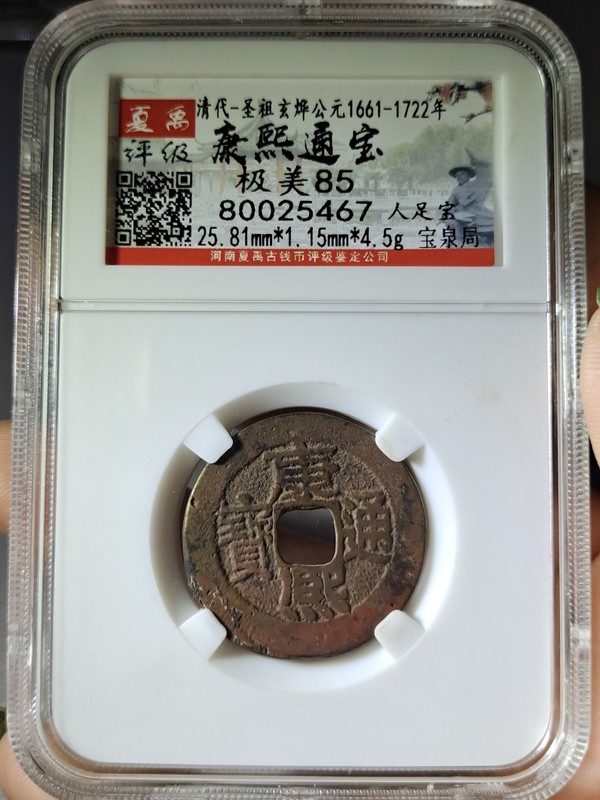 夏禹
评级
清代-圣祖玄烨公元1661-1722年
康熙通宝
极美85
80025467 人足宝
25.81mm*1.15mm*4.5g 宝泉局
河南夏禹古钱币评级鉴定公司
康熙通寶